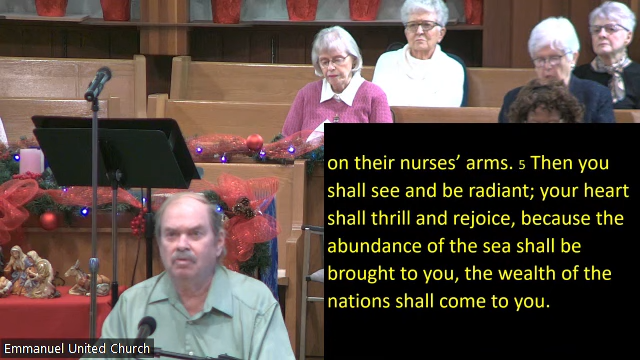 on their nurses’ arms. 5 Then you
shall see and be radiant; your heart
shall thrill and rejoice, because the
abundance of the sea shall be
brought to you, the wealth of the
nations shall come to you.
Emmanuel United Church